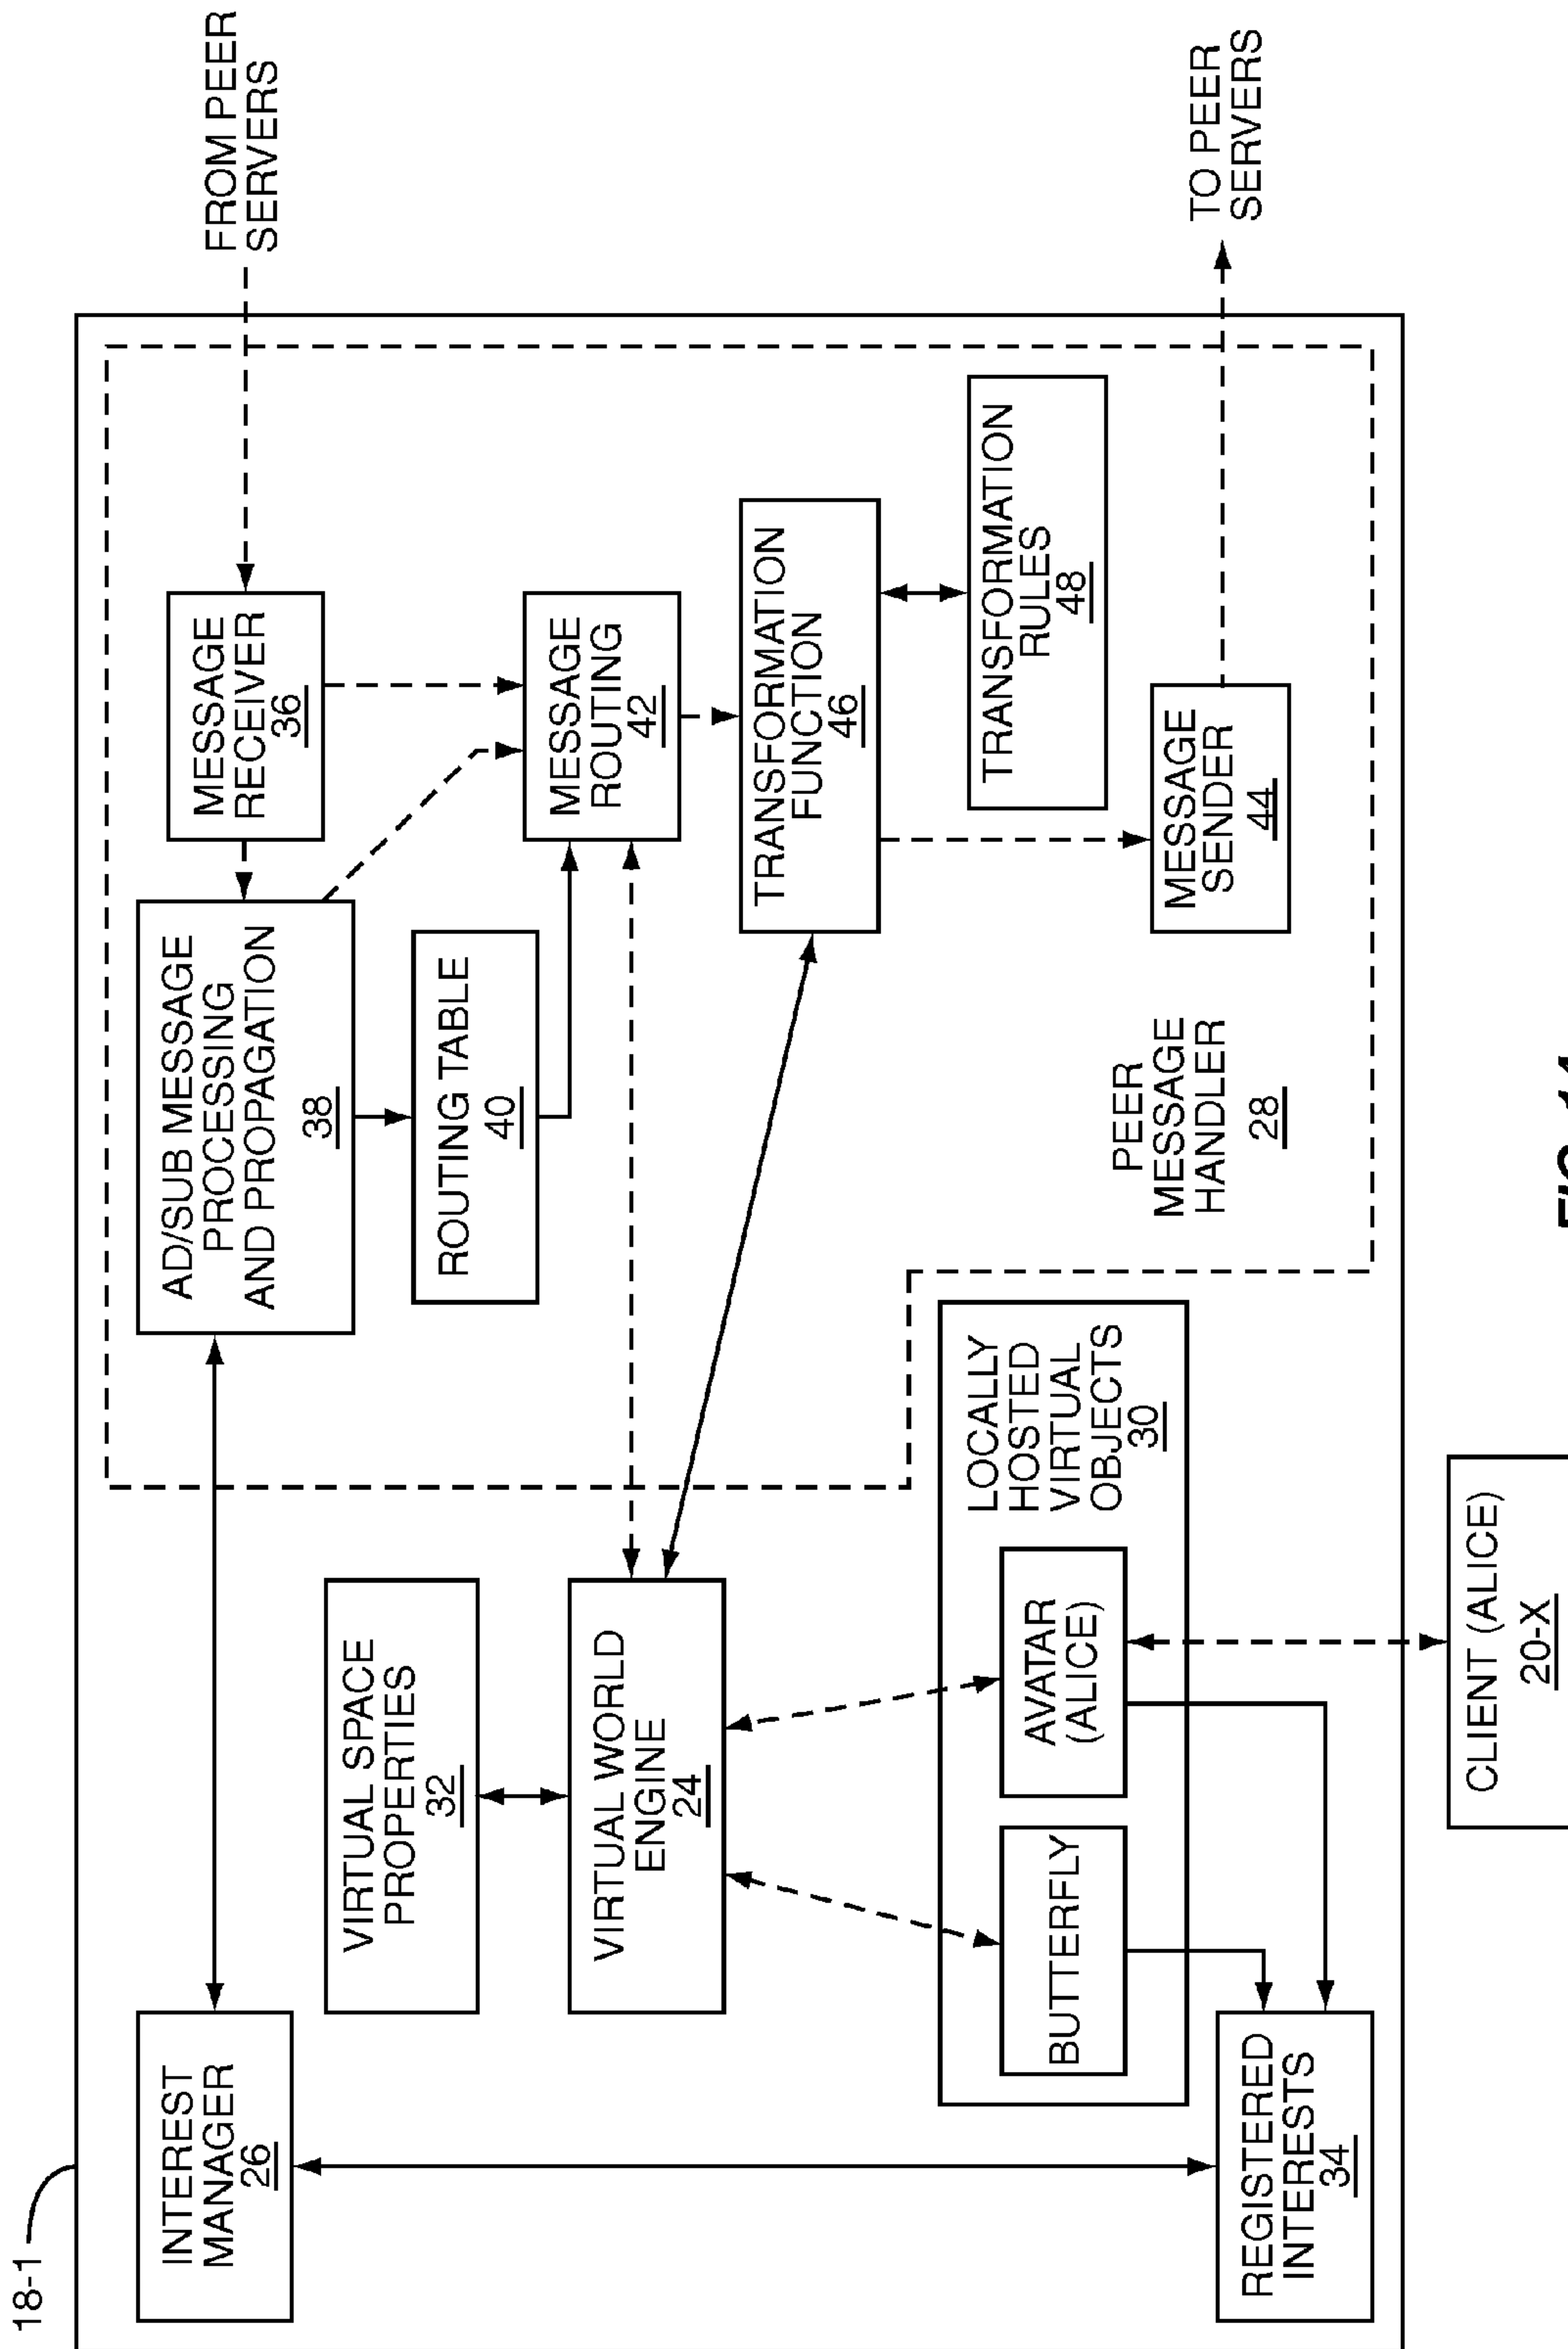 18-1
FROM PEER
SERVERS
INTEREST
MANAGER
26
AD/SUB MESSAGE
PROCESSING
AND PROPAGATION
38
MESSAGE
RECEIVER
36
VIRTUAL SPACE
PROPERTIES
32
ROUTING TABLE
40
VIRTUAL WORLD
ENGINE
24
MESSAGE
ROUTING
42
TRANSFORMATION
FUNCTION
46
LOCALLY
HOSTED
VIRTUAL
OBJECTS
30
BUTTERFLY
AVATAR
(ALICE)
TRANSFORMATION
RULES
48
PEER
MESSAGE
HANDLER
28
MESSAGE
SENDER
44
TO PEER
SERVERS
REGISTERED
INTERESTS
34
CLIENT (ALICE)
20-X